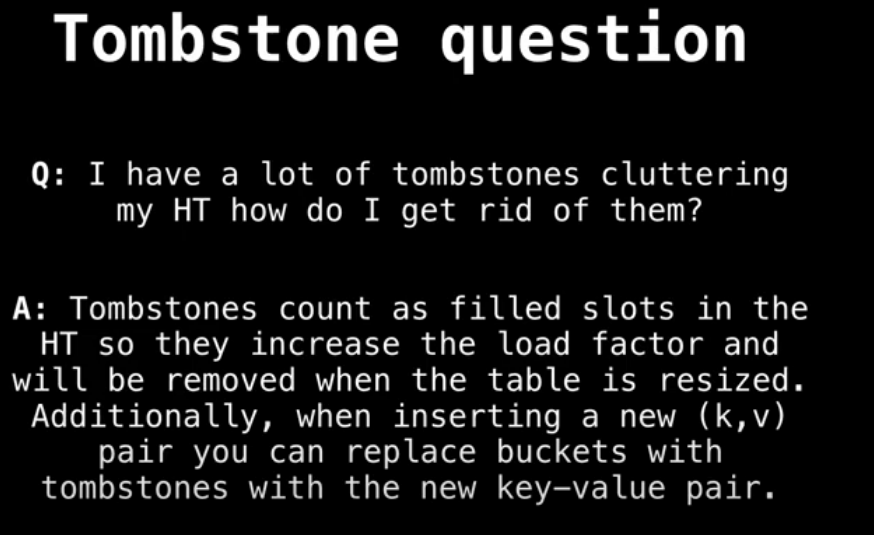 Tombstone question
Q: I have a lot of tombstones cluttering
my HT how do I get rid of them?
A: Tombstones count as filled slots in the
HT so they increase the load factor and
will be removed when the table is resized.
Additionally, when inserting a new (k,v)
pair you can replace buckets with
tombstones with the new key–value pair.